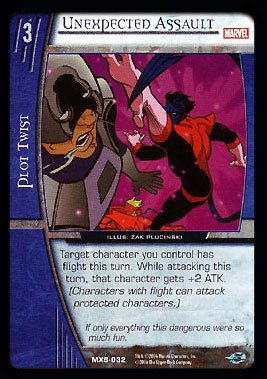 3
UNEXPECTED ASSAULT
MARVEL
PLOT TWIST
ILLUS: ZAK PLUCINSKI
Target character you control has
flight this turn. While attacking this
turn, that character gets +2 ATK.
(Characters with flight can attack
protected characters.)
If only everything this dangerous were so
much fun.
MXS-032